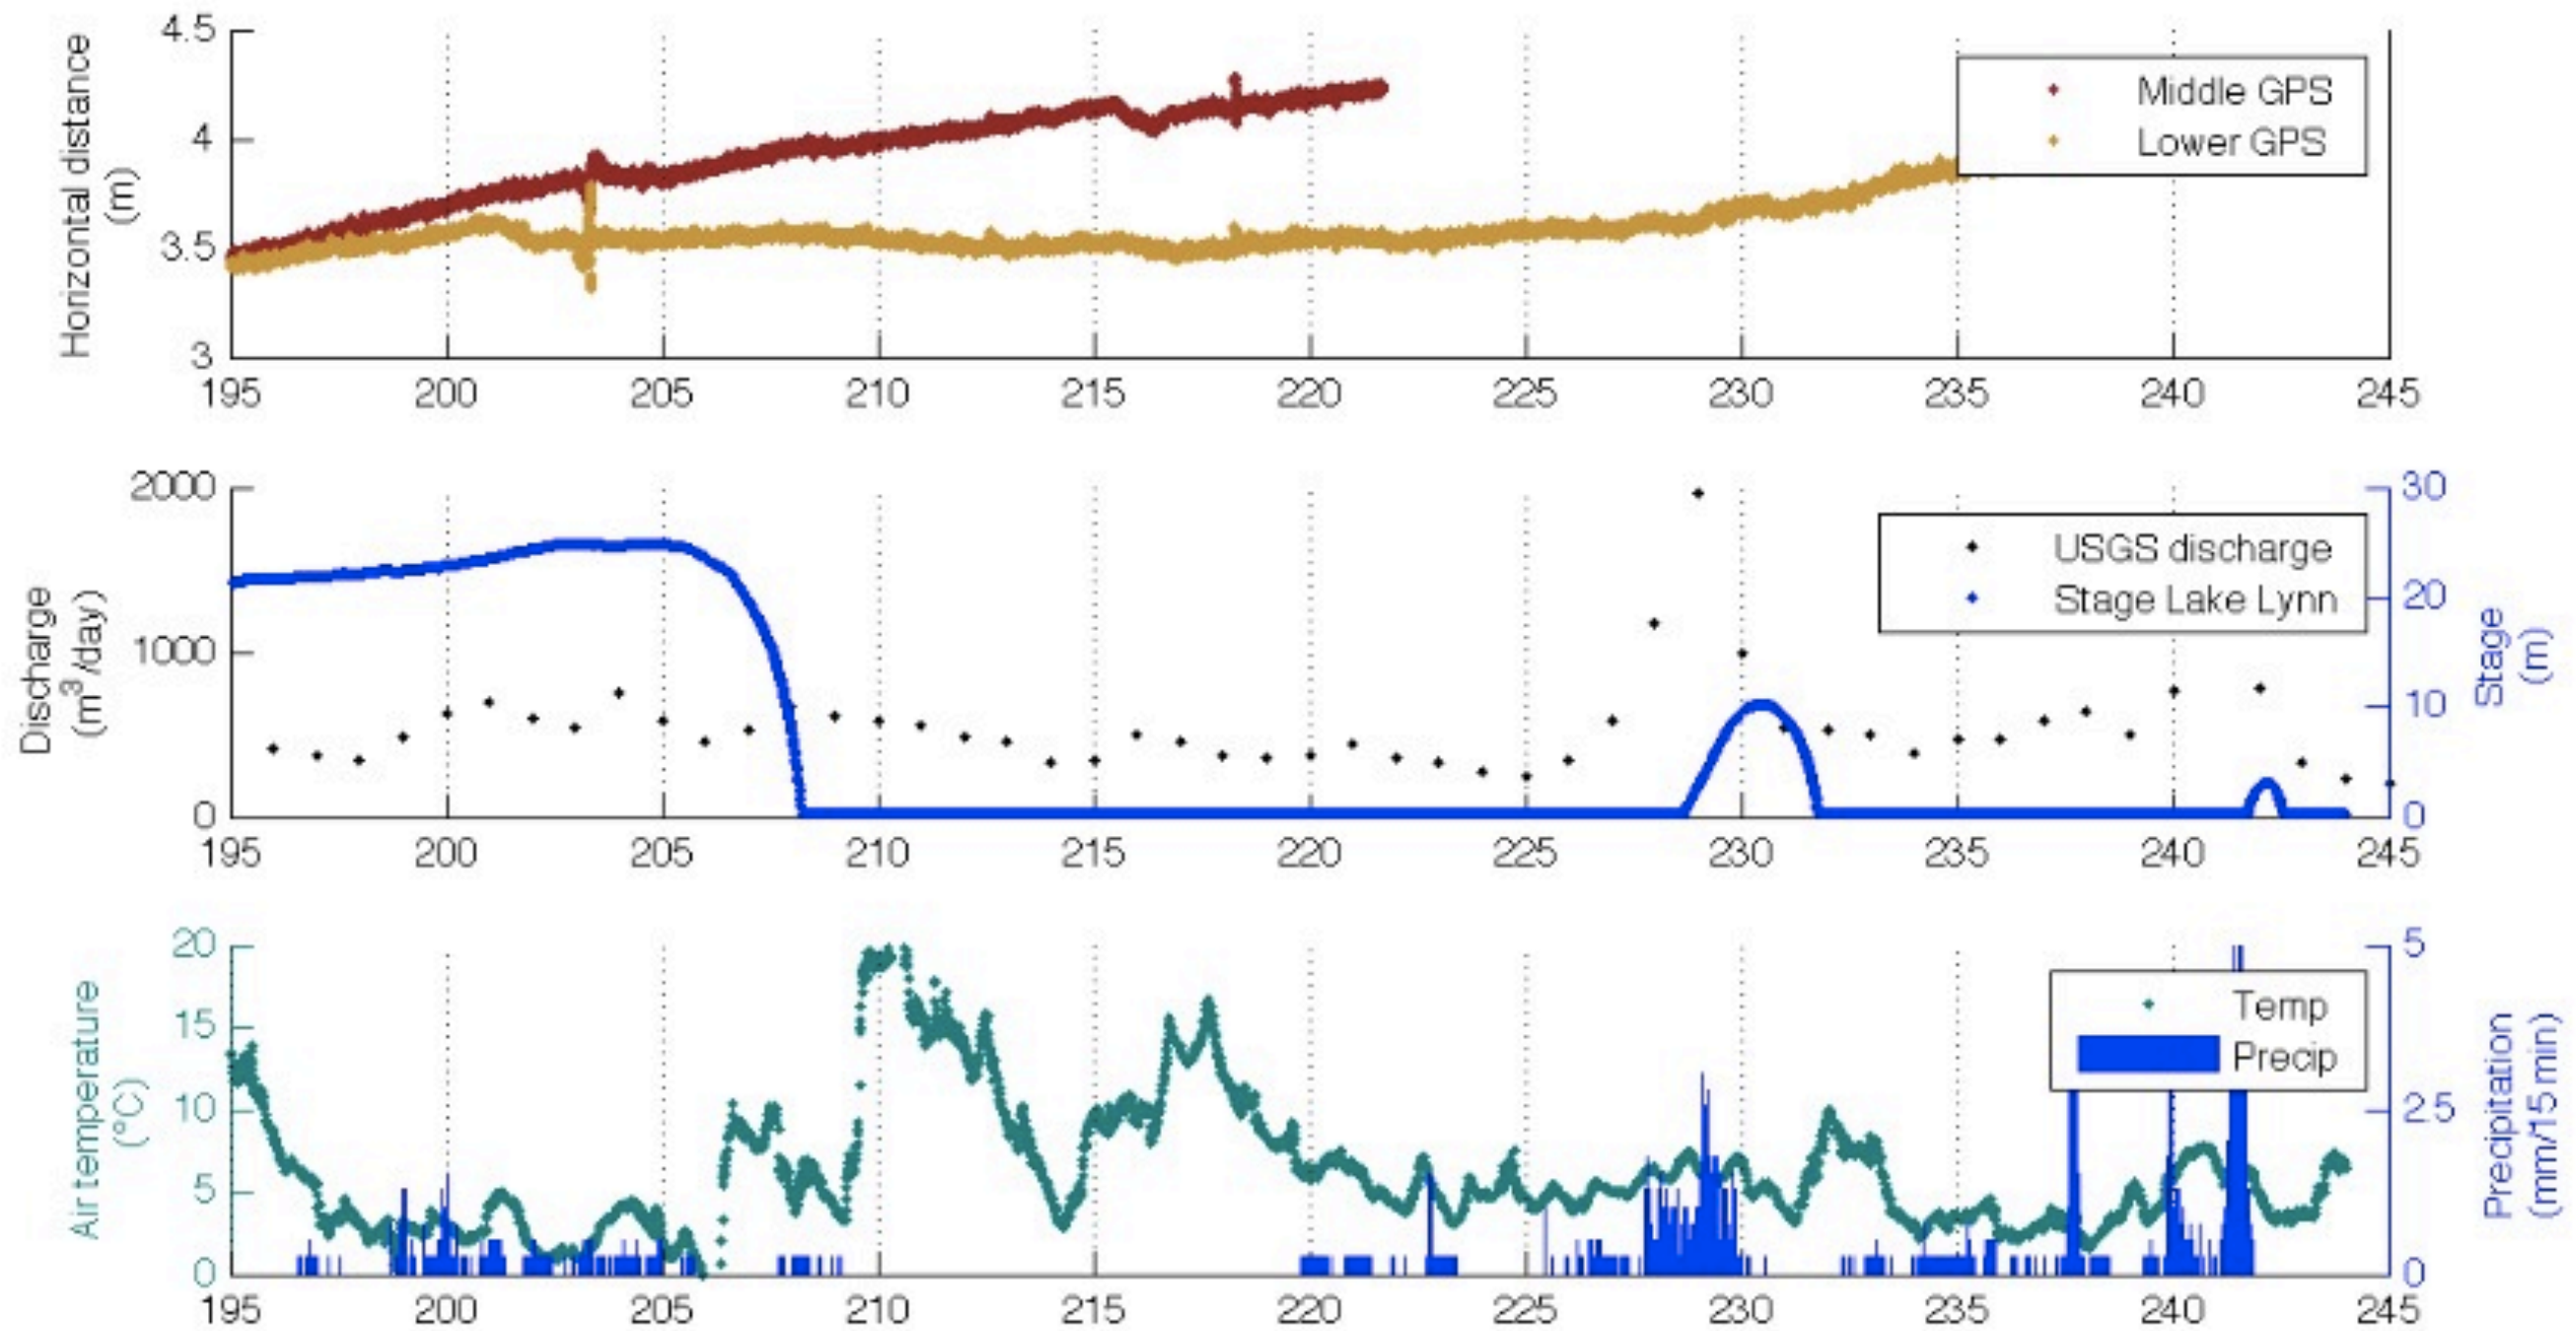 4.5
4
3.5
3
Horizontal distance
(m)
Middle GPS
Lower GPS
195 200 205 210 215 220 225 230 235 240 245
2000
1000
0
Discharge
(m³/day)
USGS discharge
Stage Lake Lynn
30
20
10
0
Stage
(m)
195 200 205 210 215 220 225 230 235 240 245
20
15
10
5
0
Air temperature
(°C)
Temp
Precip
5
25
0
Precipitation
(mm/15 min)
195 200 205 210 215 220 225 230 235 240 245